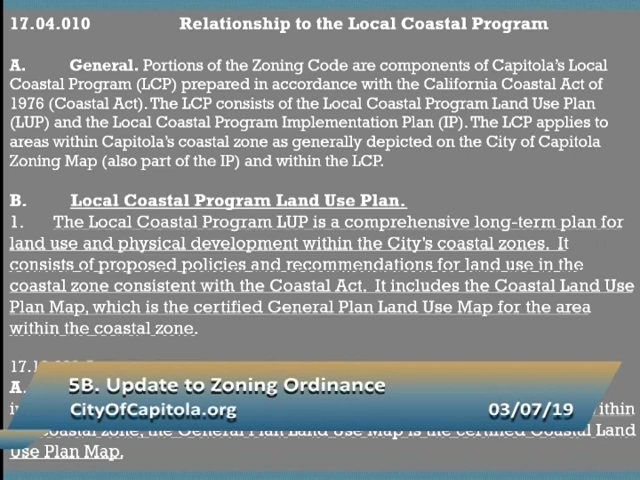 17.04.010 Relationship to the Local Coastal Program
A. General. Portions of the Zoning Code are components of Capitola's Local
Coastal Program (LCP) prepared in accordance with the California Coastal Act of
1976 (Coastal Act). The LCP consists of the Local Coastal Program Land Use Plan
(LUP) and the Local Coastal Program Implementation Plan (IP). The LCP applies to
areas within Capitola's coastal zone as generally depicted on the City of Capitola
Zoning Map (also part of the IP) and within the LCP.
B. Local Coastal Program Land Use Plan.
1. The Local Coastal Program LUP is a comprehensive long-term plan for
land use and physical development within the City's coastal zones. It
consists of proposed policies and recommendations for land use in the
coastal zone consistent with the Coastal Act. It includes the Coastal Land Use
Plan Map, which is the certified General Plan Land Use Map for the area
within the coastal zone.
A.
5B. Update to Zoning Ordinance
CityOfCapitola.org 03/07/19
coastal zone, the General Plan Land Use Map is the certified Coastal Land
Use Plan Map.